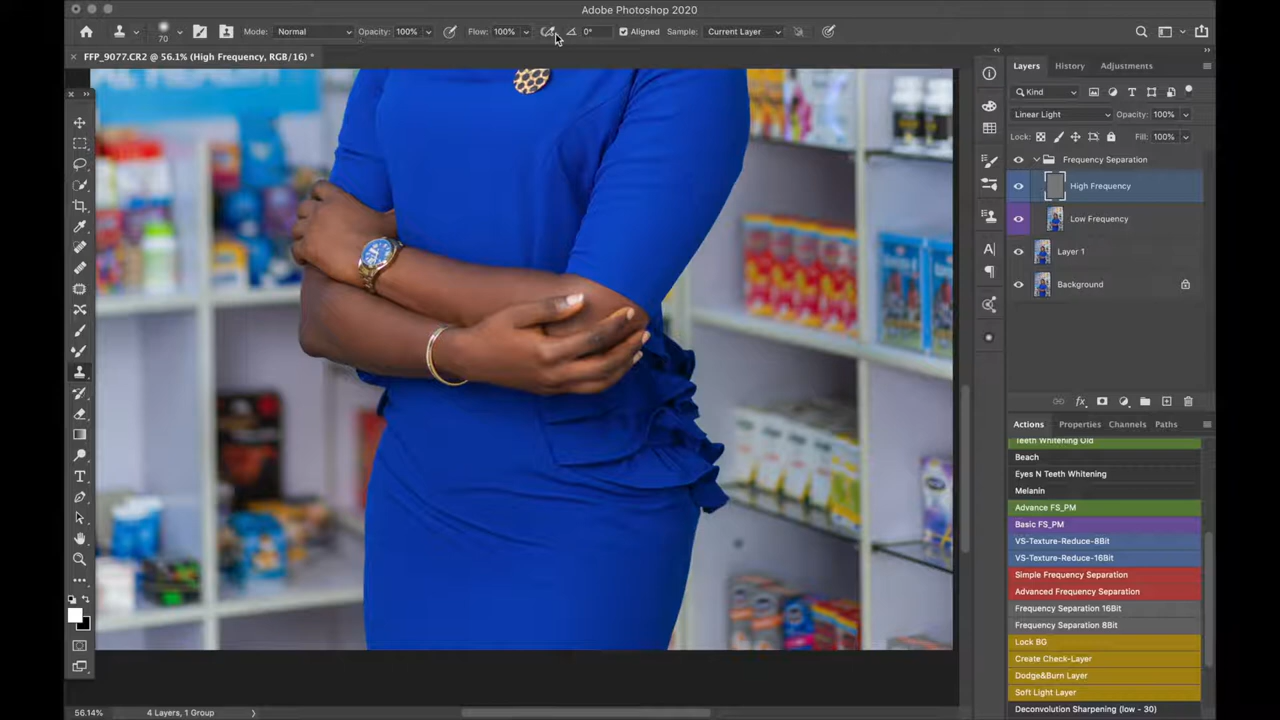 Adobe Photoshop 2020
70 Mode: Normal Opacity: 100% Flow: 100% 0° Aligned Sample: Current Layer
FFP_9077.CR2 @ 56.1% (High Frequency, RGB/16) *
Layers History Adjustments
Kind
Linear Light Opacity: 100%
Lock: Fill: 100%
Frequency Separation
High Frequency
Low Frequency
Layer 1
Background
fx
Actions Properties Channels Paths
Teeth Whitening Old
Beach
Eyes N Teeth Whitening
Melanin
Advance FS_PM
Basic FS_PM
VS-Texture-Reduce-8Bit
VS-Texture-Reduce-16Bit
Simple Frequency Separation
Advanced Frequency Separation
Frequency Separation 16Bit
Frequency Separation 8Bit
Lock BG
Create Check-Layer
Dodge&Burn Layer
Soft Light Layer
Deconvolution Sharpening (low - 30)
56.14% 4 Layers, 1 Group